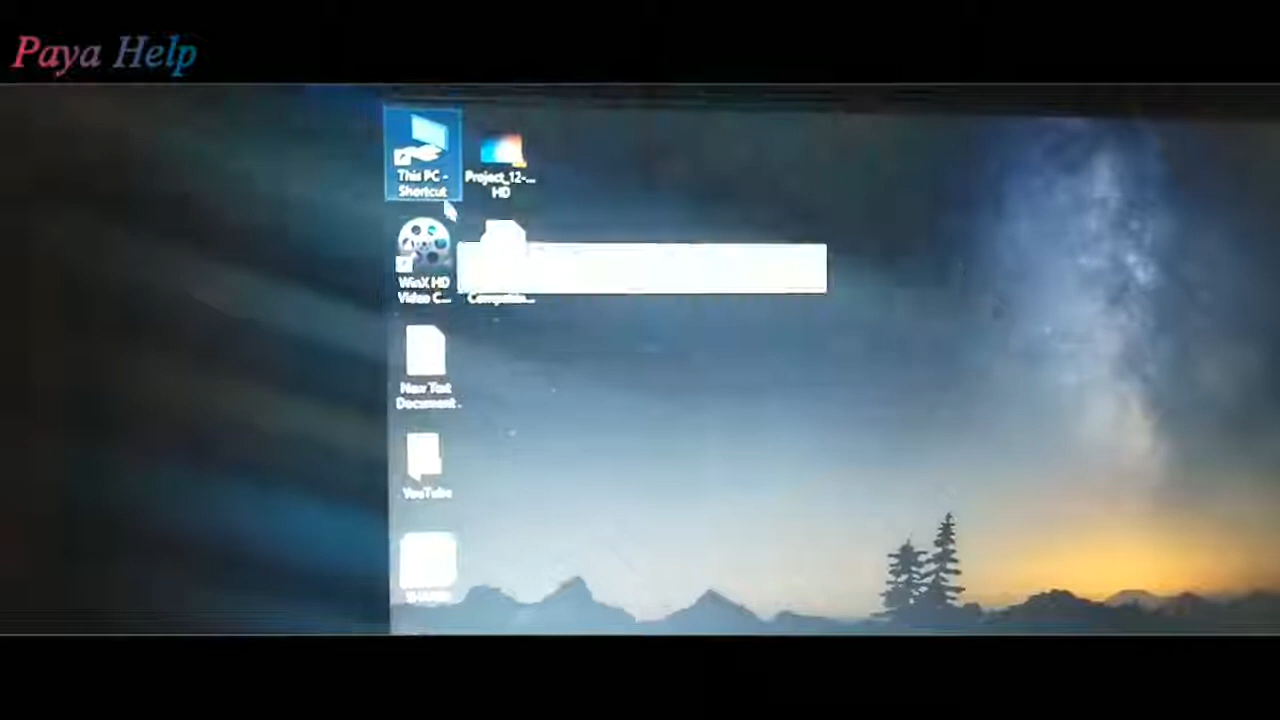 Paya Help
This PC -
Shortcut
Project_12-...
HD
WinX HD
Video C...
New Text
Document.
YouTube